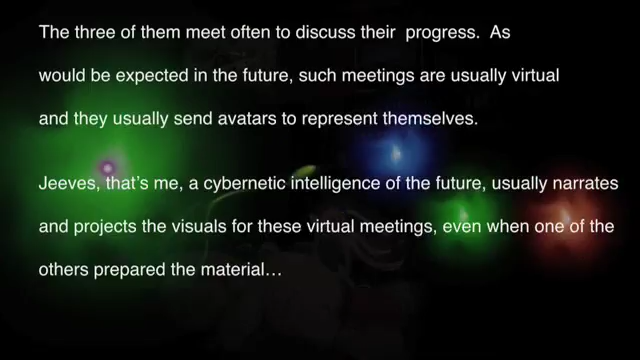 The three of them meet often to discuss their  progress.  As
would be expected in the future, such meetings are usually virtual
and they usually send avatars to represent themselves.
Jeeves, that's me, a cybernetic intelligence of the future, usually narrates
and projects the visuals for these virtual meetings, even when one of the
others prepared the material…